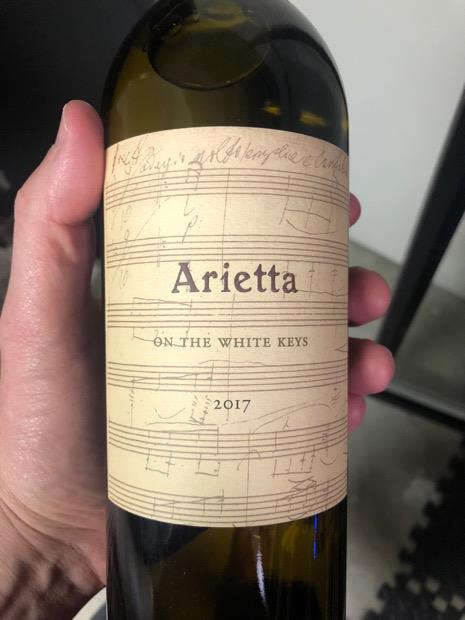 Arietta
ON THE WHITE KEYS
2017